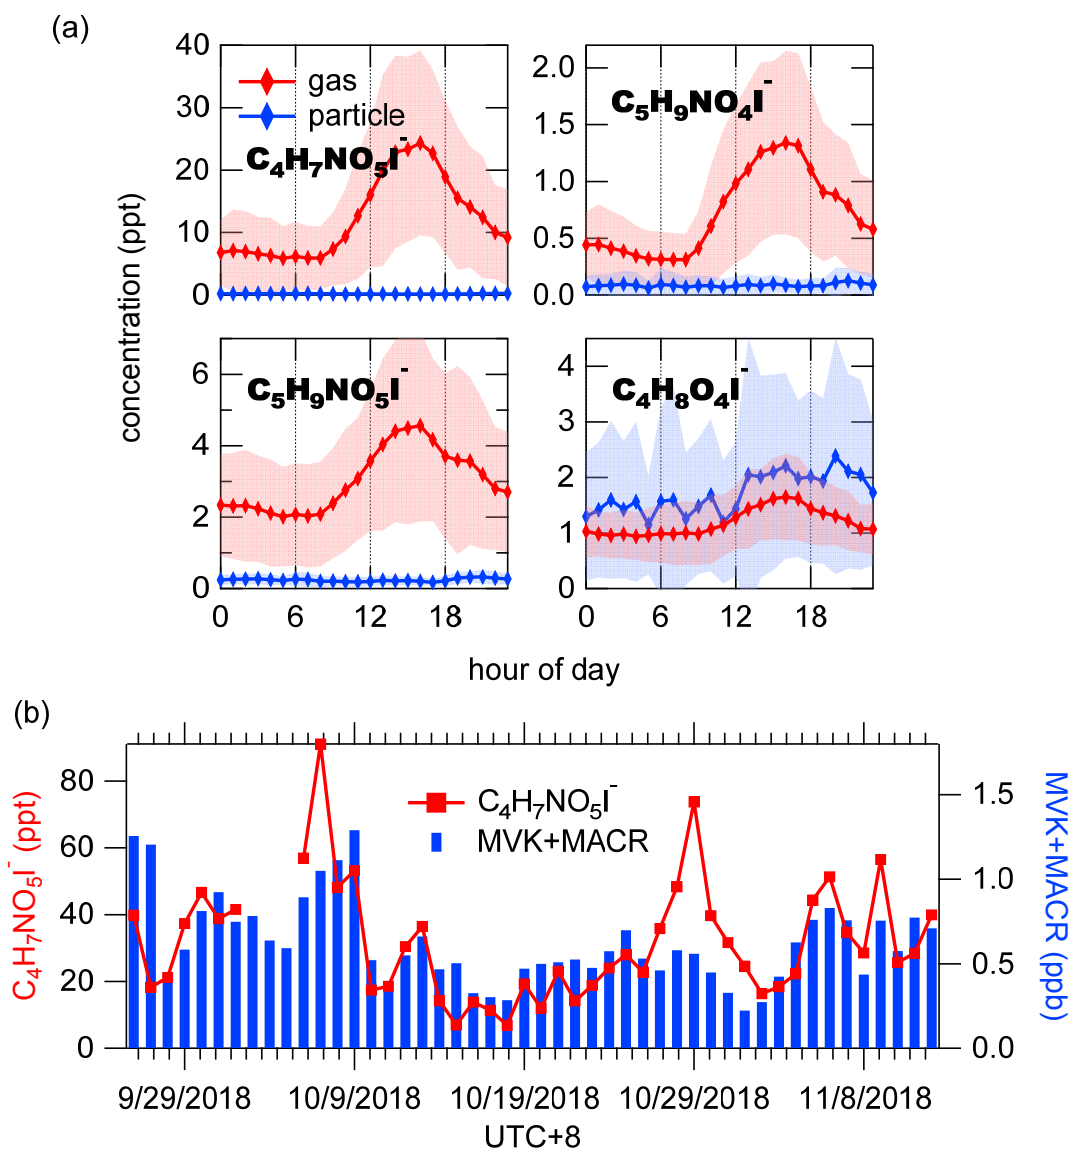 (a)
concentration (ppt)
40
30
20
10
0
gas
particle
C₄H₇NO₅I⁻
2.0
1.5
1.0
0.5
0.0
C₅H₉NO₄I⁻
6
4
2
0
C₅H₉NO₅I⁻
0 6 12 18
4
3
2
1
0
C₄H₈O₄I⁻
0 6 12 18
hour of day
(b)
C₄H₇NO₅I⁻ (ppt)
80
60
40
20
0
C₄H₇NO₅I⁻
MVK+MACR
1.5
1.0
0.5
0.0
MVK+MACR (ppb)
9/29/2018 10/9/2018 10/19/2018 10/29/2018 11/8/2018
UTC+8